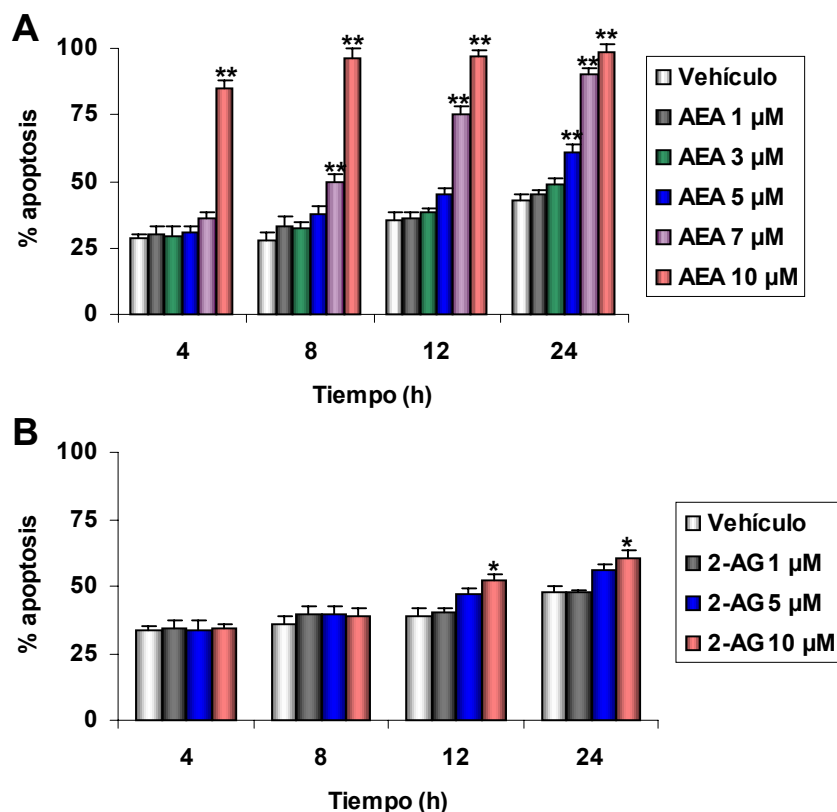 A
% apoptosis
100
75
50
25
0
** ** ** ** ** ** ** **
4 8 12 24
Tiempo (h)
Vehículo
AEA 1 µM
AEA 3 µM
AEA 5 µM
AEA 7 µM
AEA 10 µM
B
% apoptosis
100
75
50
25
0
* *
4 8 12 24
Tiempo (h)
Vehículo
2-AG 1 µM
2-AG 5 µM
2-AG 10 µM